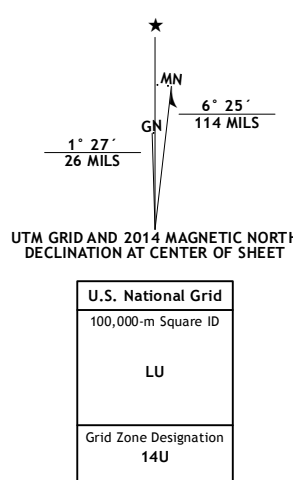 ★
MN
GN
6° 25´
114 MILS
1° 27´
26 MILS
UTM GRID AND 2014 MAGNETIC NORTH
DECLINATION AT CENTER OF SHEET
U.S. National Grid
100,000-m Square ID
LU
Grid Zone Designation
14U